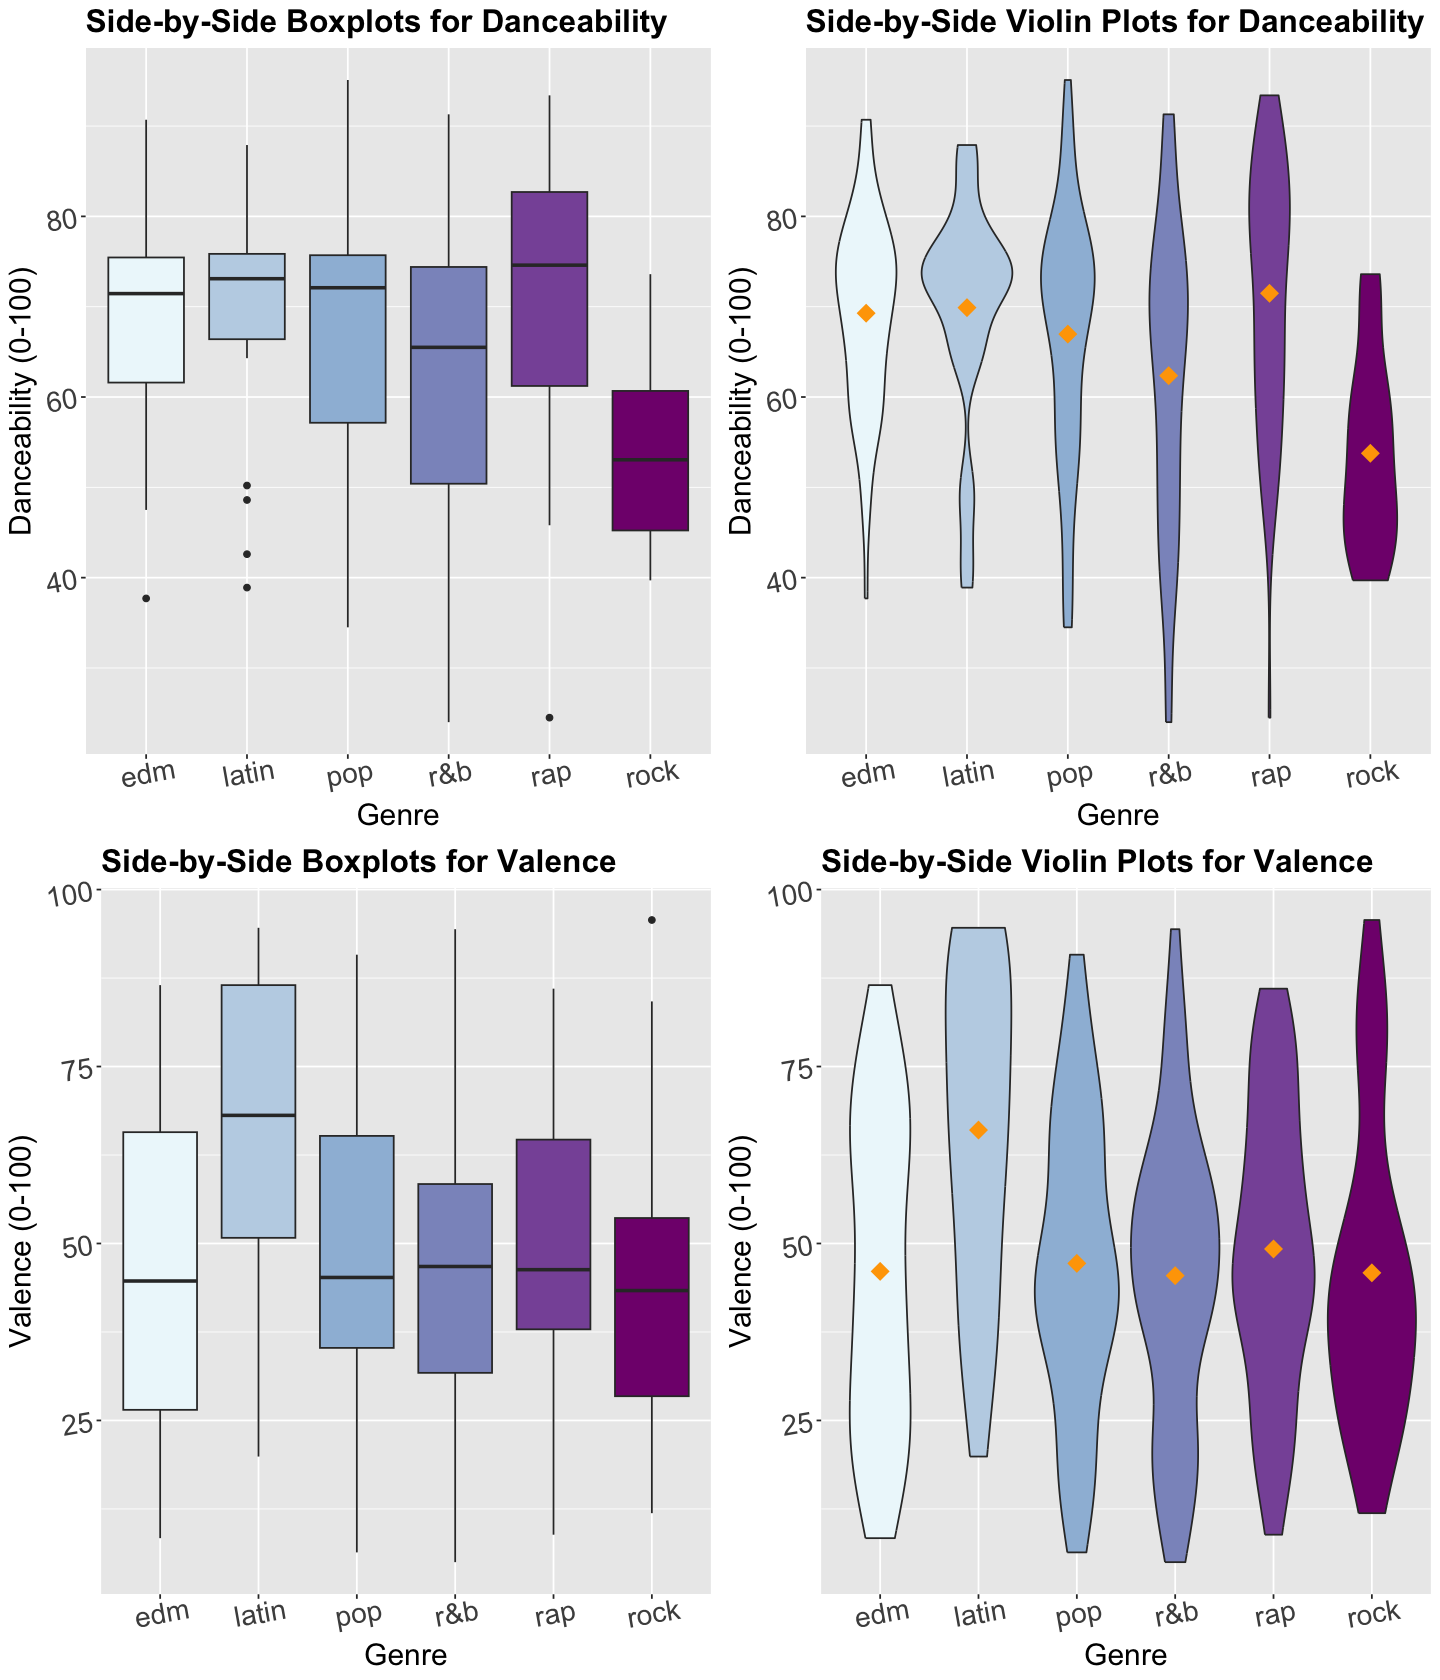 Side-by-Side Boxplots for Danceability
Danceability (0-100)
80
60
40
edm latin pop r&b rap rock
Genre
Side-by-Side Violin Plots for Danceability
Danceability (0-100)
80
60
40
edm latin pop r&b rap rock
Genre
Side-by-Side Boxplots for Valence
Valence (0-100)
100
75
50
25
edm latin pop r&b rap rock
Genre
Side-by-Side Violin Plots for Valence
Valence (0-100)
100
75
50
25
edm latin pop r&b rap rock
Genre